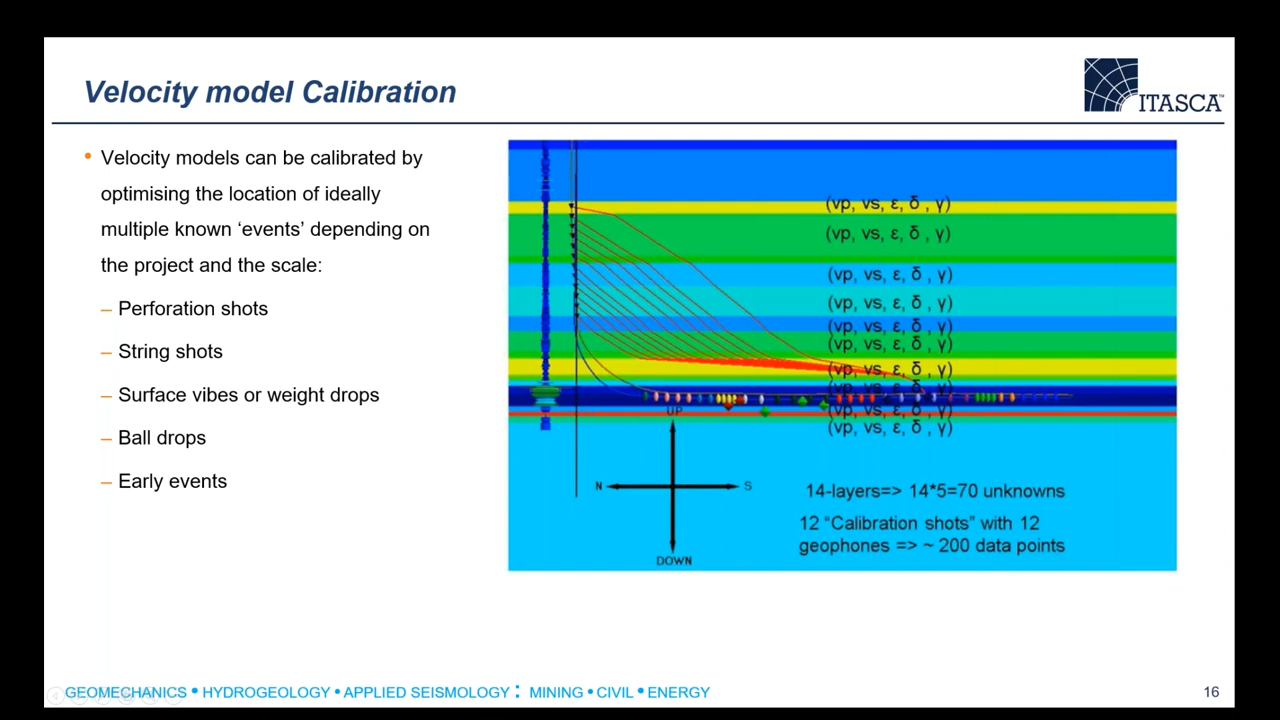 Velocity model Calibration
ITASCA™
• Velocity models can be calibrated by
optimising the location of ideally
multiple known ‘events’ depending on
the project and the scale:
– Perforation shots
– String shots
– Surface vibes or weight drops
– Ball drops
– Early events
(vp, vs, ε, δ , γ)
(vp, vs, ε, δ , γ)
(vp, vs, ε, δ , γ)
(vp, vs, ε, δ , γ)
(vp, vs, ε, δ , γ)
(vp, vs, ε, δ , γ)
(vp, vs, ε, δ , γ)
(vp, vs, ε, δ , γ)
(vp, vs, ε, δ , γ)
(vp, vs, ε, δ , γ)
UP
N
S
DOWN
14-layers=> 14*5=70 unknowns
12 “Calibration shots” with 12
geophones => ~ 200 data points
GEOMECHANICS • HYDROGEOLOGY • APPLIED SEISMOLOGY : MINING • CIVIL • ENERGY
16